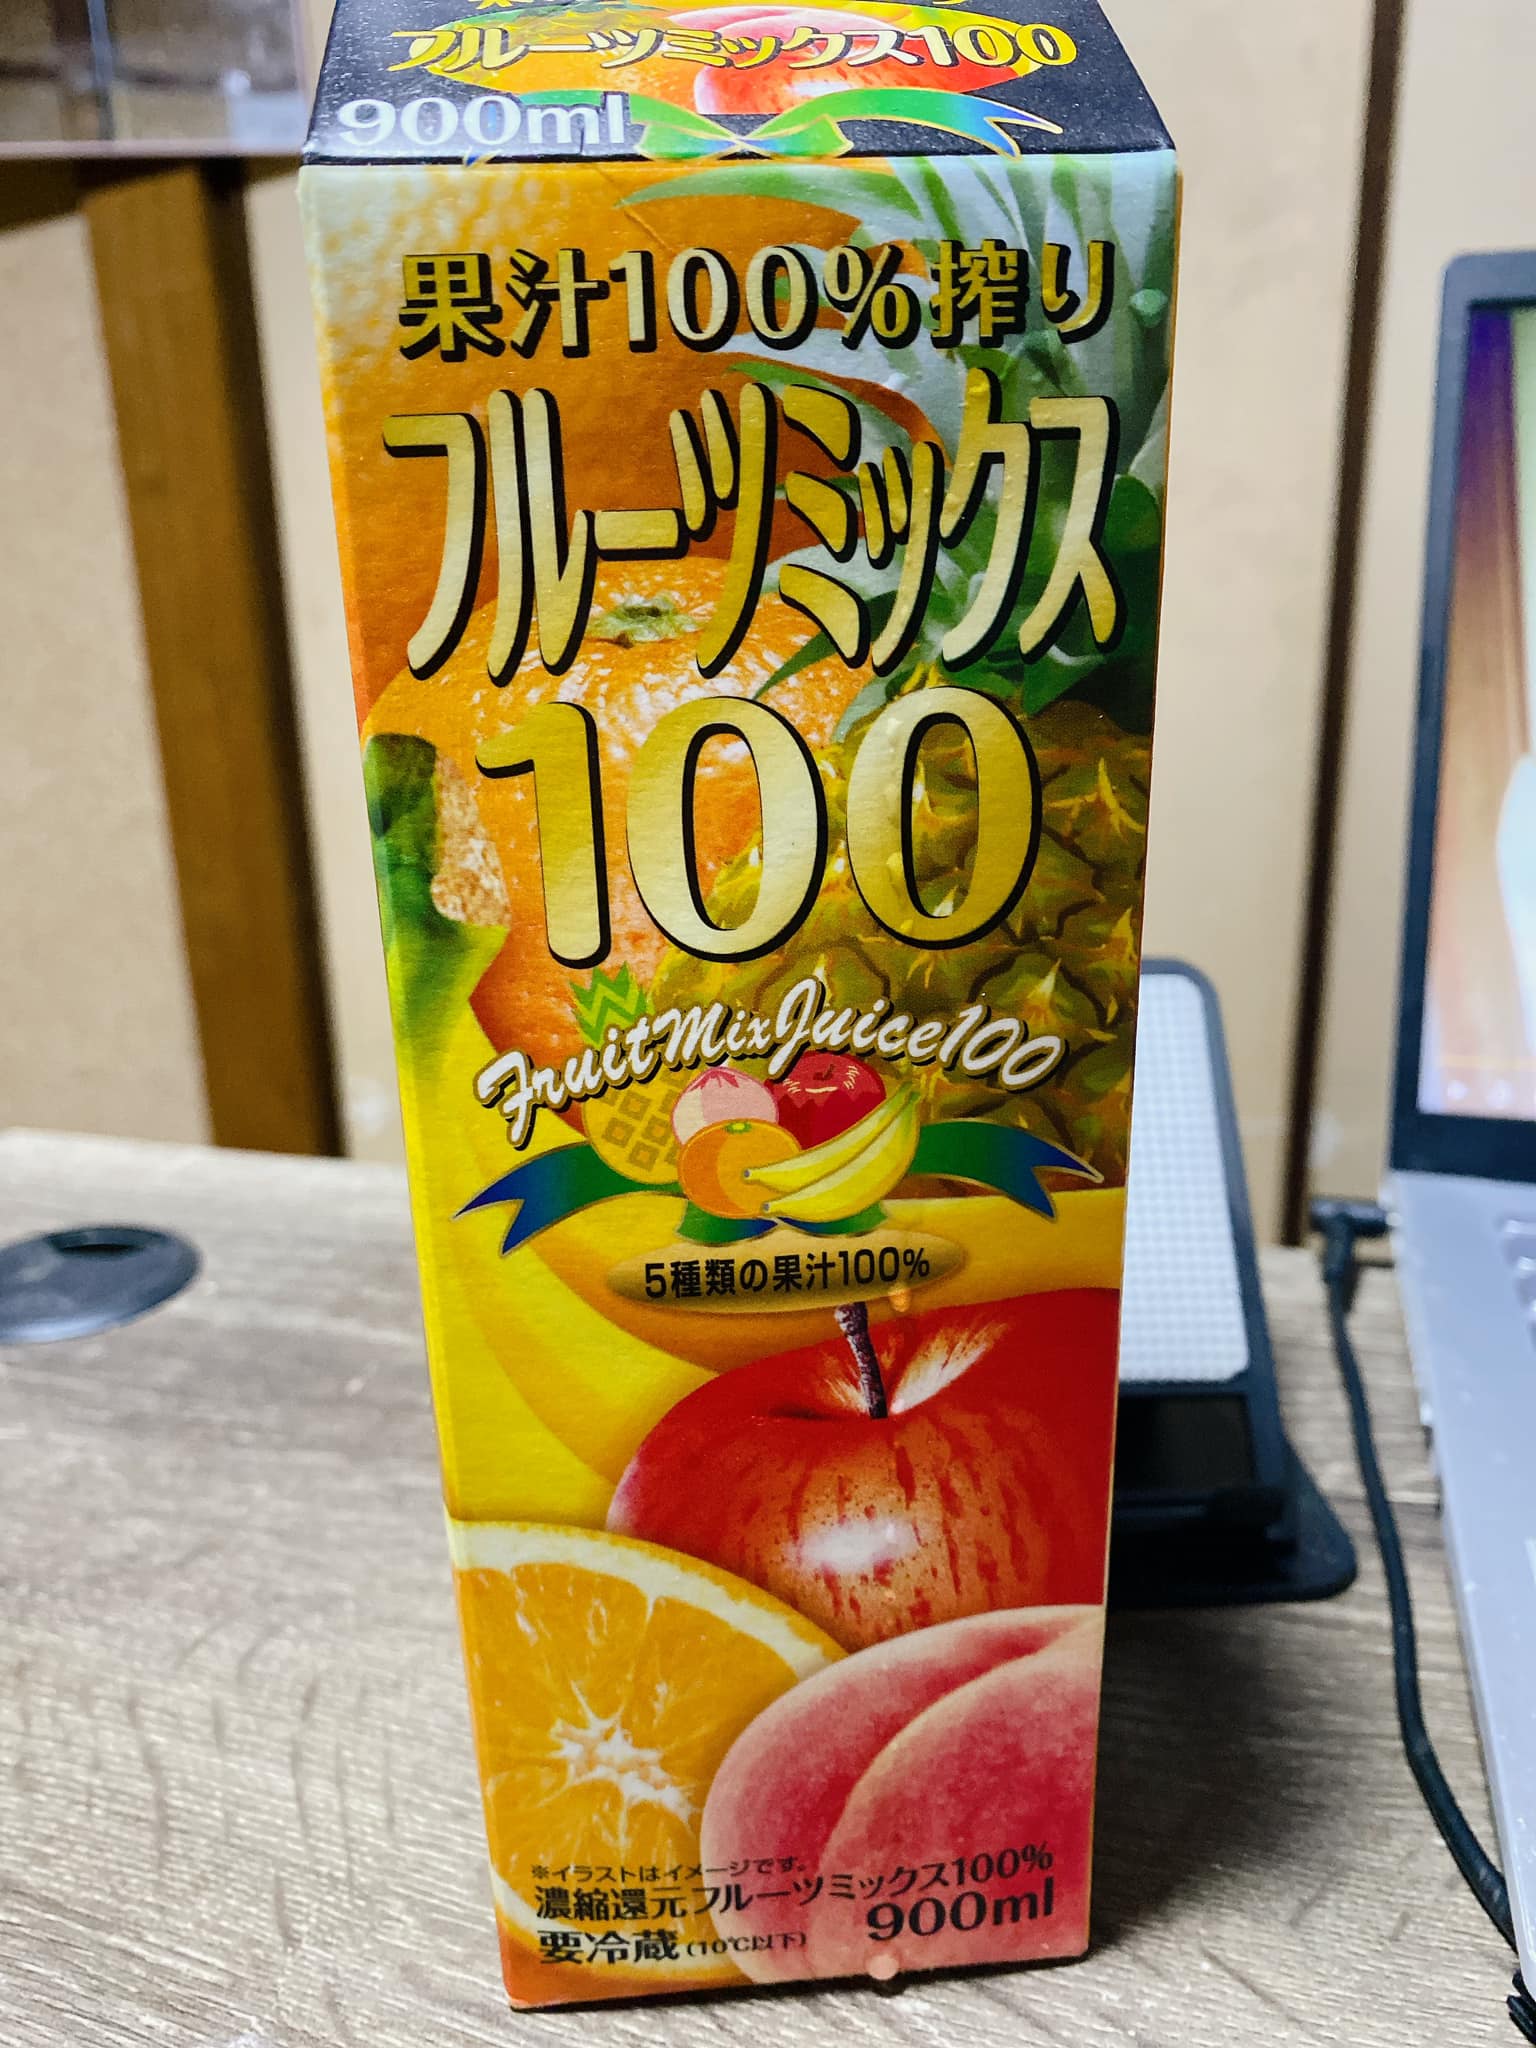 フルーツミックス100
900ml
果汁100%搾り
フルーツミックス
100
FruitMixJuice100
5種類の果汁100%
※イラストはイメージです。
濃縮還元フルーツミックス100%
要冷蔵(10℃以下) 900ml